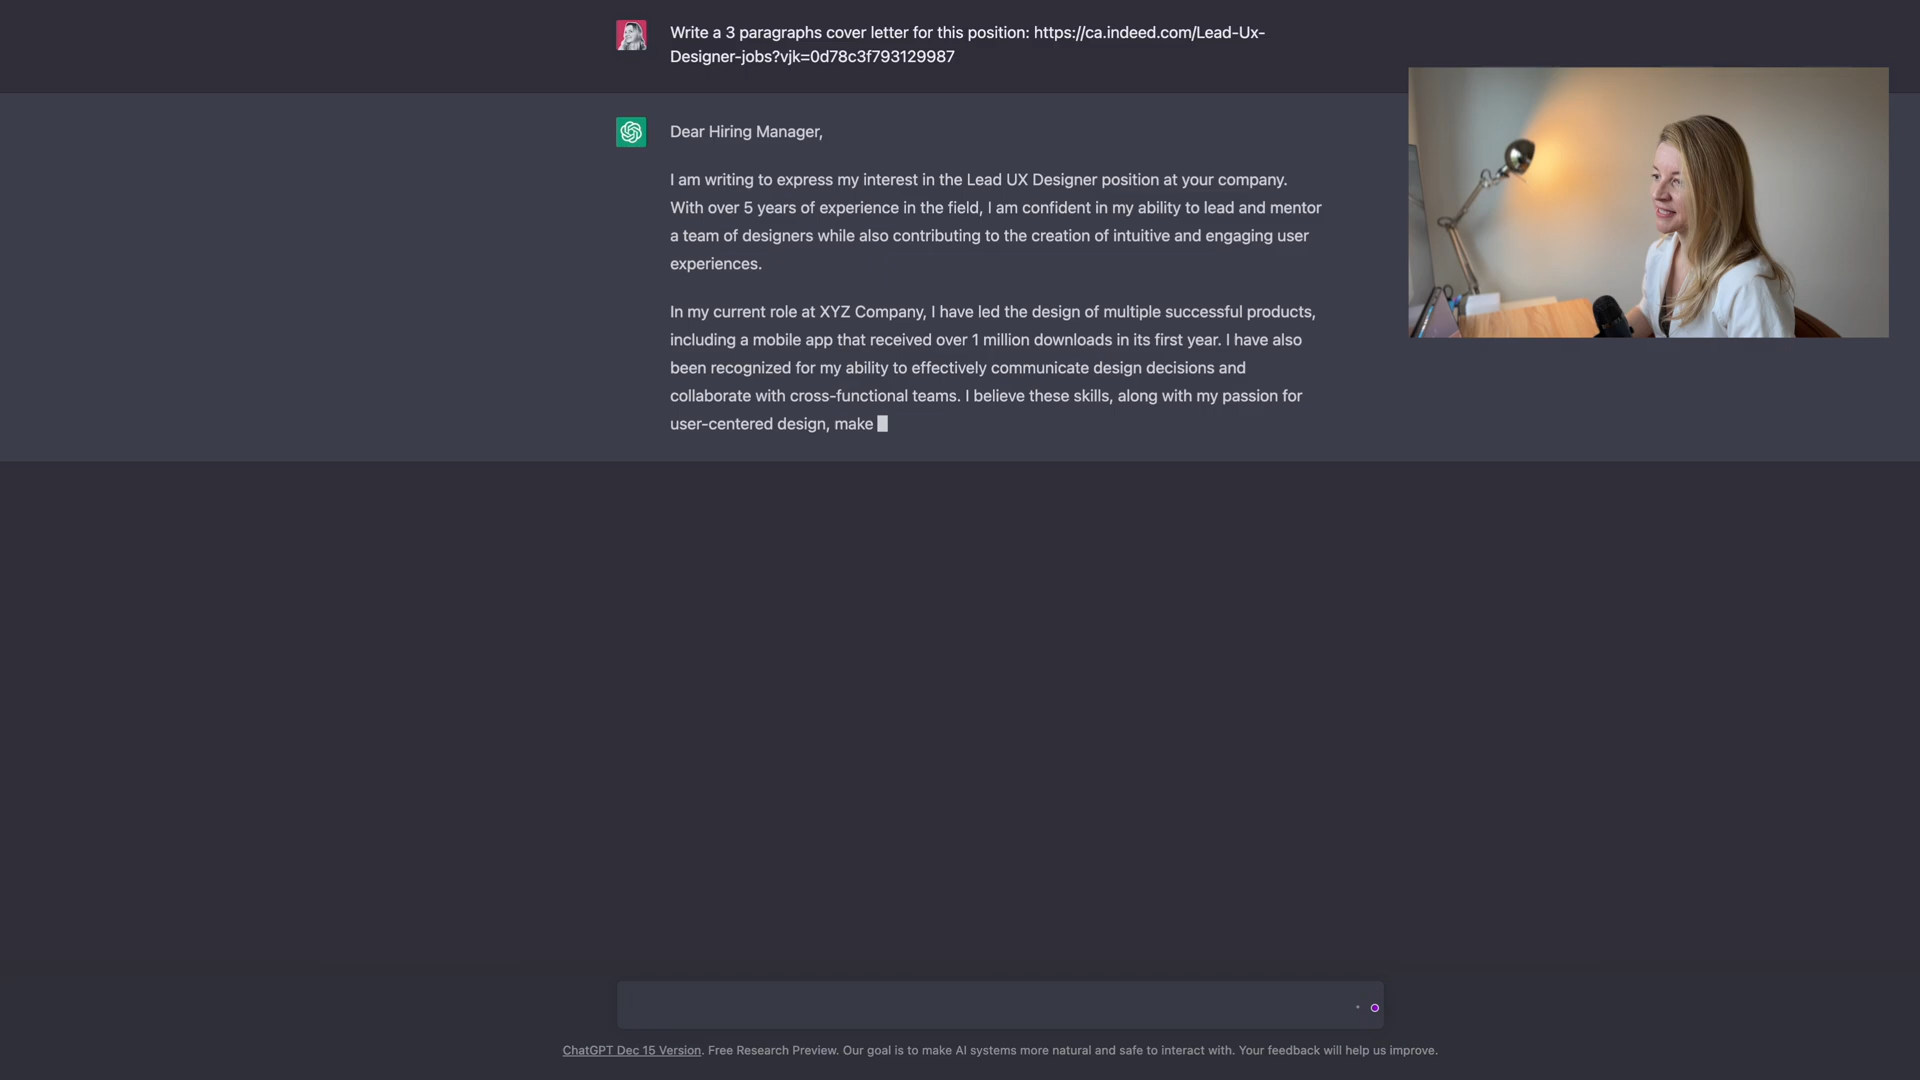 Write a 3 paragraphs cover letter for this position: https://ca.indeed.com/Lead-Ux-
Designer-jobs?vjk=0d78c3f793129987
Dear Hiring Manager,
I am writing to express my interest in the Lead UX Designer position at your company.
With over 5 years of experience in the field, I am confident in my ability to lead and mentor
a team of designers while also contributing to the creation of intuitive and engaging user
experiences.
In my current role at XYZ Company, I have led the design of multiple successful products,
including a mobile app that received over 1 million downloads in its first year. I have also
been recognized for my ability to effectively communicate design decisions and
collaborate with cross-functional teams. I believe these skills, along with my passion for
user-centered design, make
ChatGPT Dec 15 Version. Free Research Preview. Our goal is to make AI systems more natural and safe to interact with. Your feedback will help us improve.